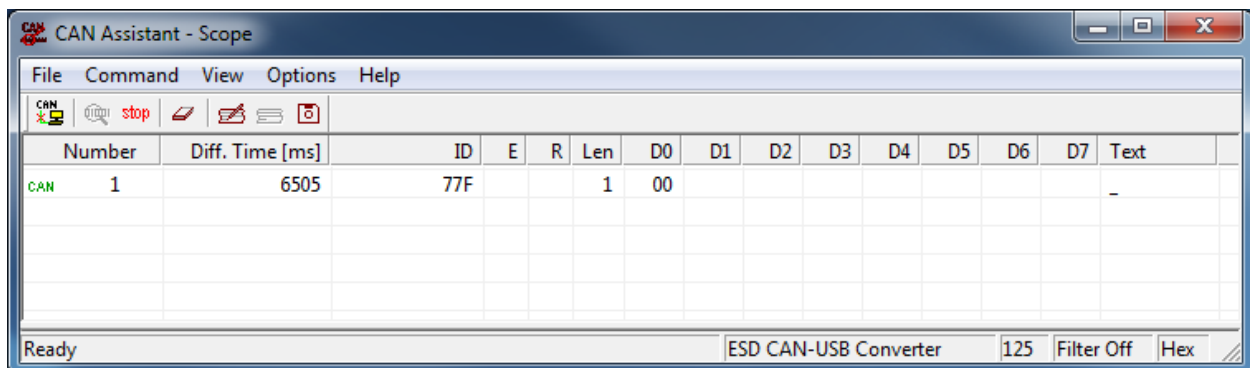 CAN Assistant - Scope
File Command View Options Help
CAN stop
Number Diff. Time [ms] ID E R Len D0 D1 D2 D3 D4 D5 D6 D7 Text
CAN 1 6505 77F 1 00 _
Ready ESD CAN-USB Converter 125 Filter Off Hex